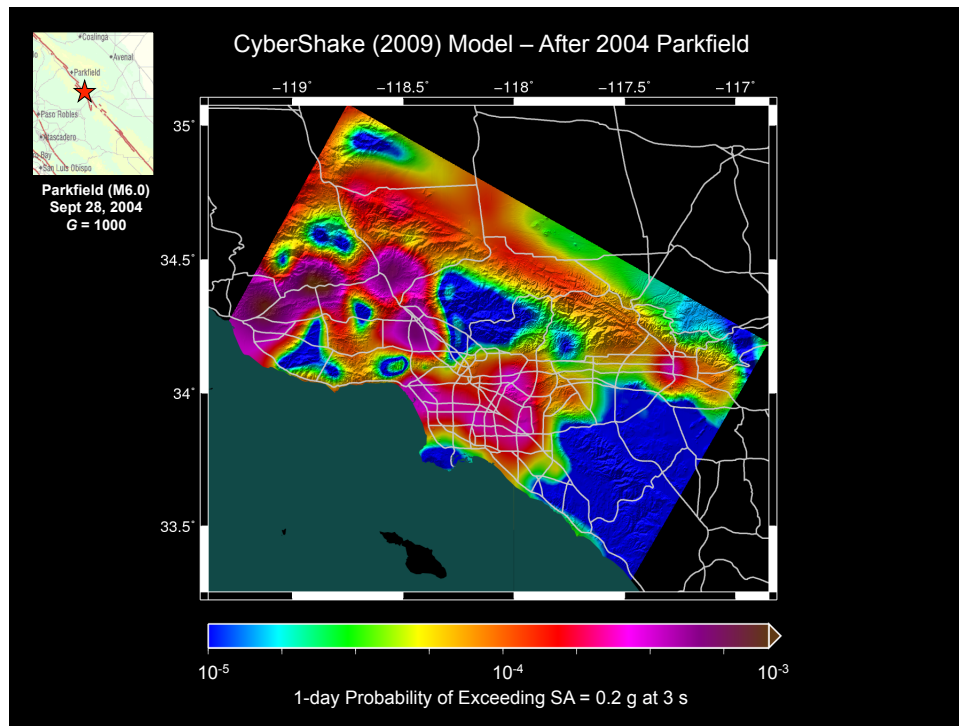 CyberShake (2009) Model – After 2004 Parkfield
Coalinga
Avenal
Parkfield
Paso Robles
Atascadero
Bay
San Luis Obispo
Parkfield (M6.0)
Sept 28, 2004
G = 1000
−119˚ −118.5˚ −118˚ −117.5˚ −117˚
35˚
34.5˚
34˚
33.5˚
10-5 10-4 10-3
1-day Probability of Exceeding SA = 0.2 g at 3 s